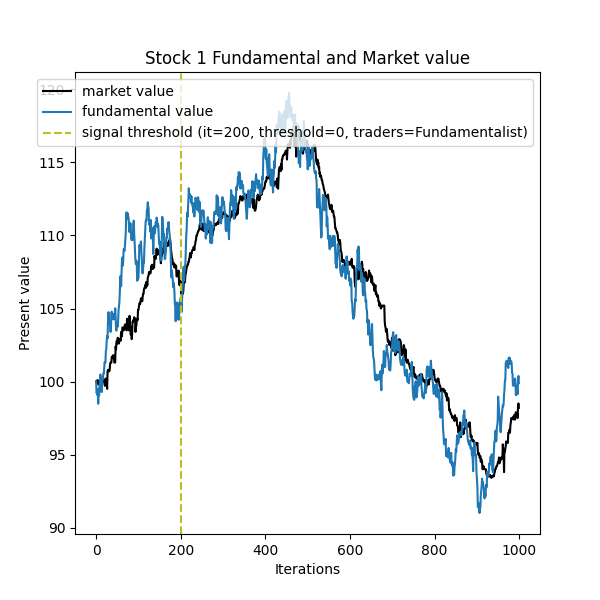 Stock 1 Fundamental and Market value
market value
fundamental value
signal threshold (it=200, threshold=0, traders=Fundamentalist)
120
115
110
105
100
95
90
Present value
0 200 400 600 800 1000
Iterations